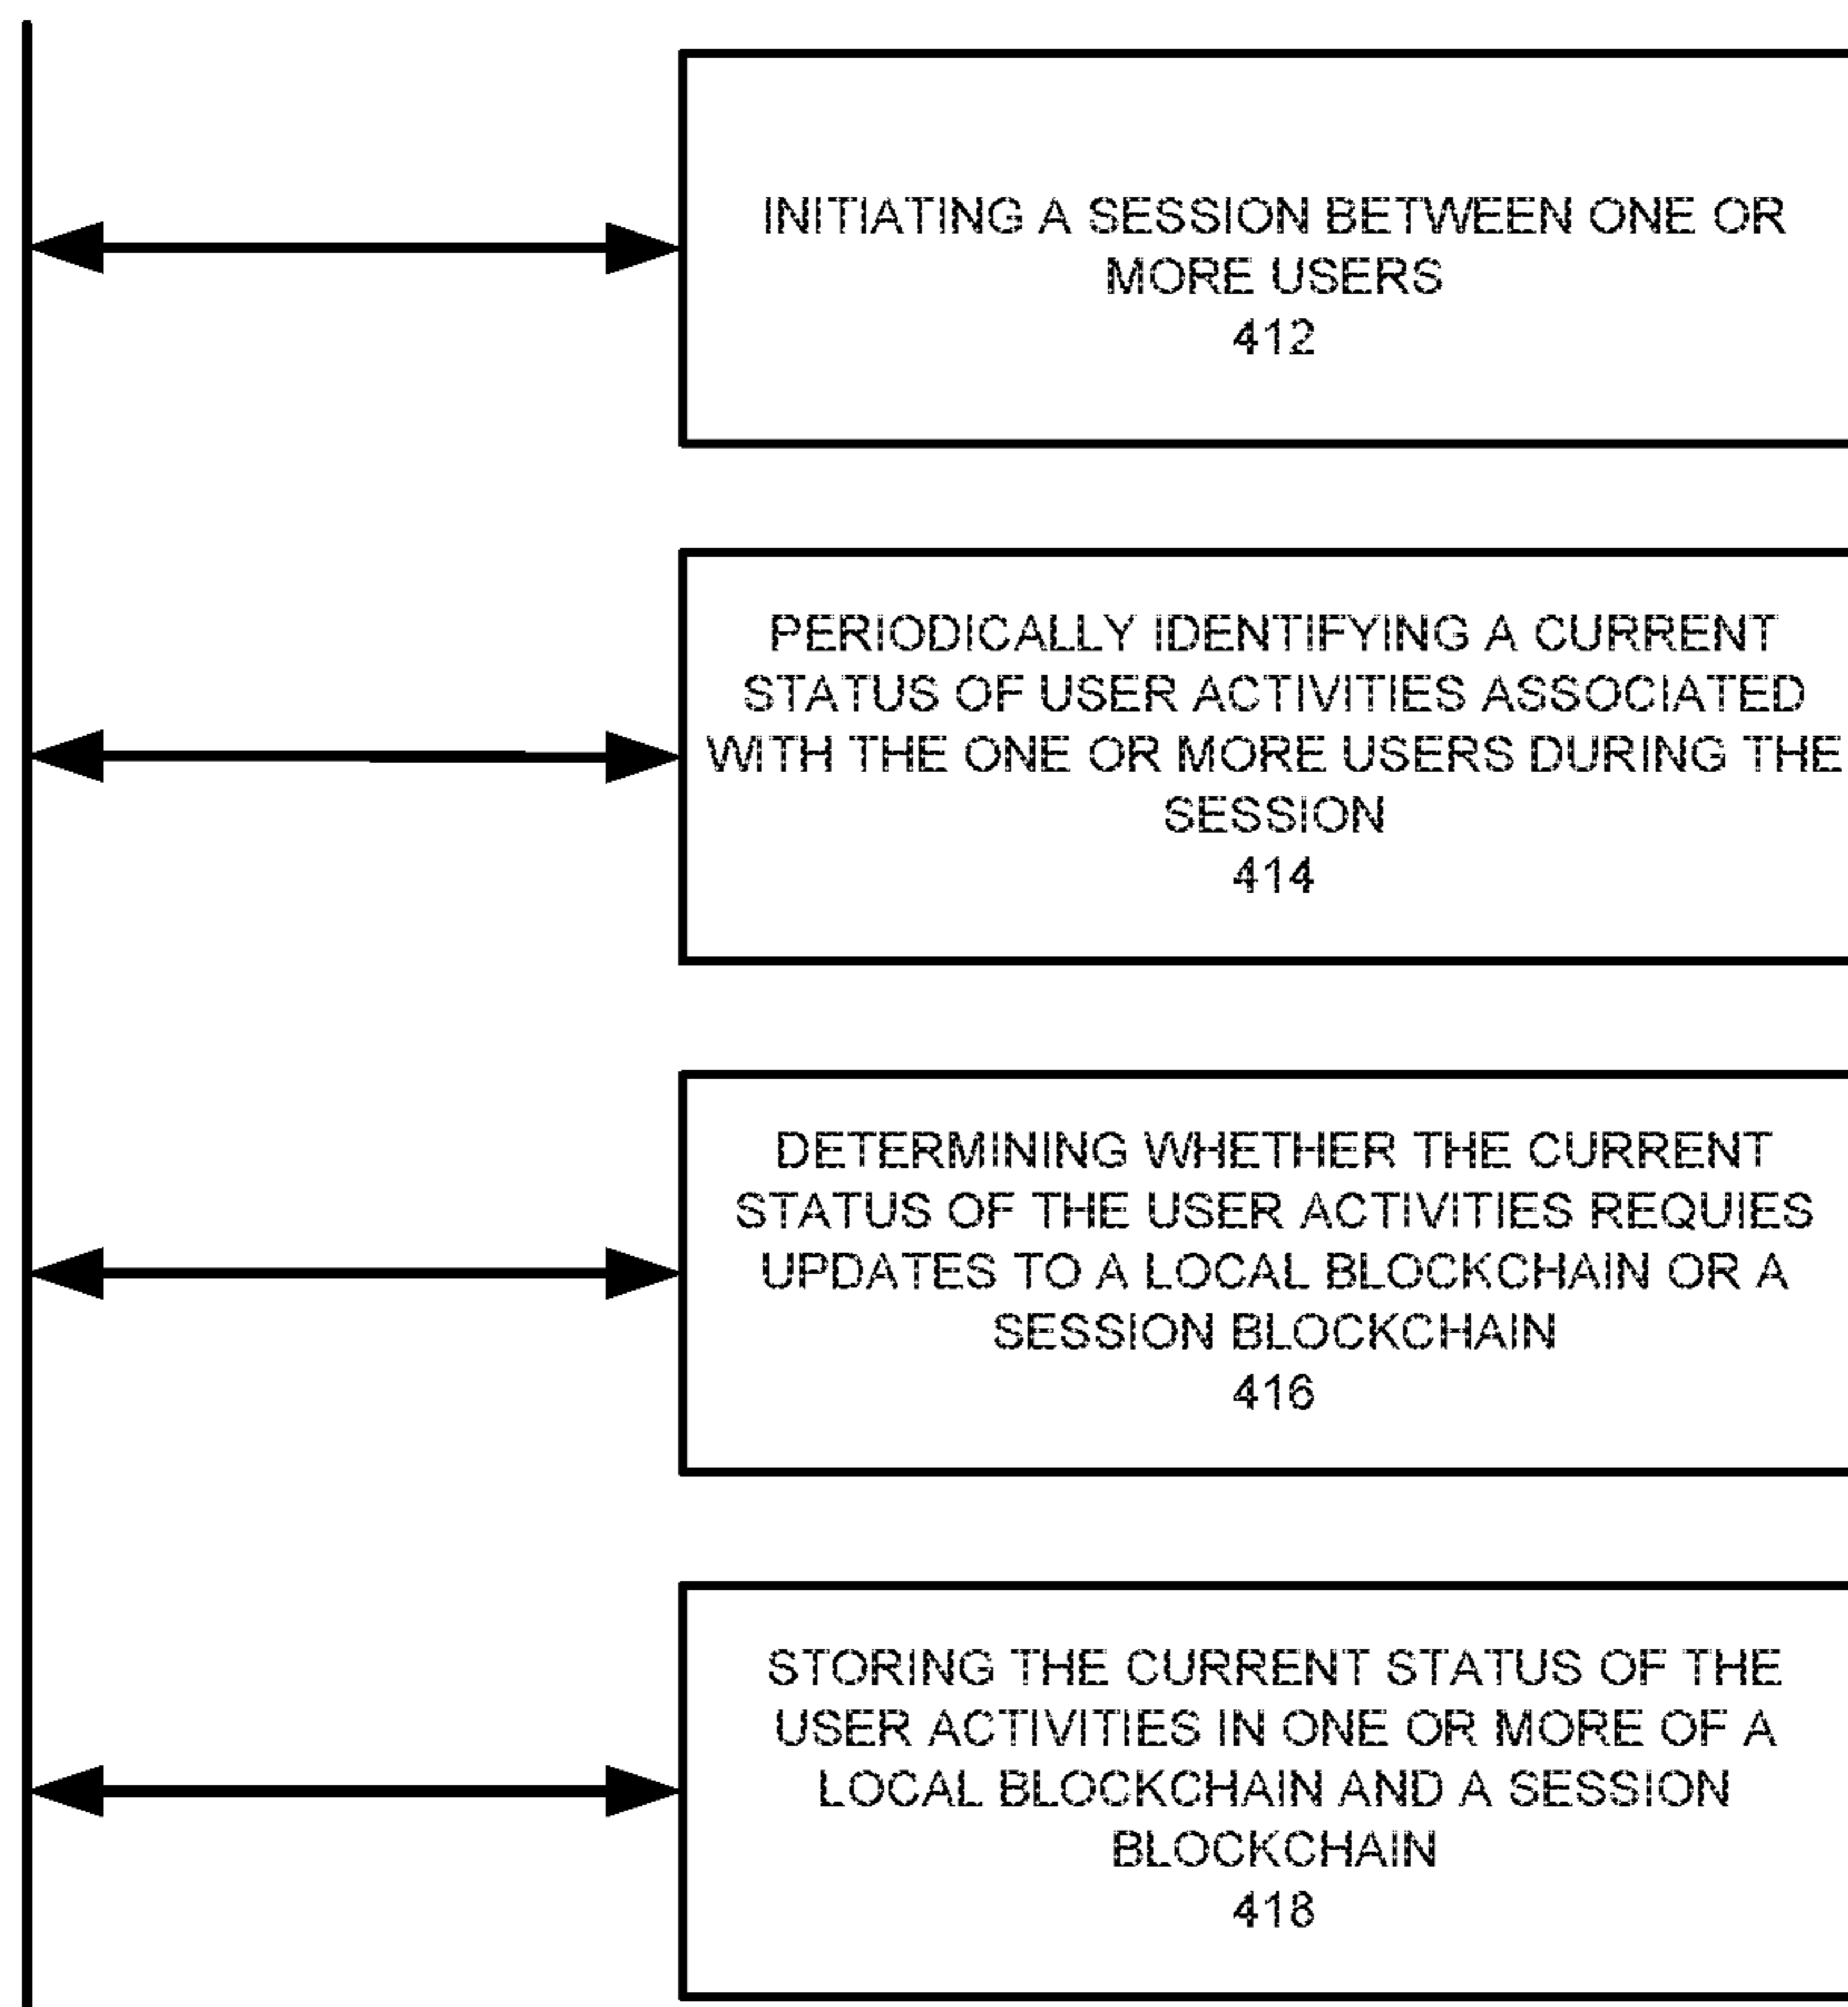 INITIATING A SESSION BETWEEN ONE OR
MORE USERS
412
PERIODICALLY IDENTIFYING A CURRENT
STATUS OF USER ACTIVITIES ASSOCIATED
WITH THE ONE OR MORE USERS DURING THE
SESSION
414
DETERMINING WHETHER THE CURRENT
STATUS OF THE USER ACTIVITIES REQUIES
UPDATES TO A LOCAL BLOCKCHAIN OR A
SESSION BLOCKCHAIN
416
STORING THE CURRENT STATUS OF THE
USER ACTIVITIES IN ONE OR MORE OF A
LOCAL BLOCKCHAIN AND A SESSION
BLOCKCHAIN
418